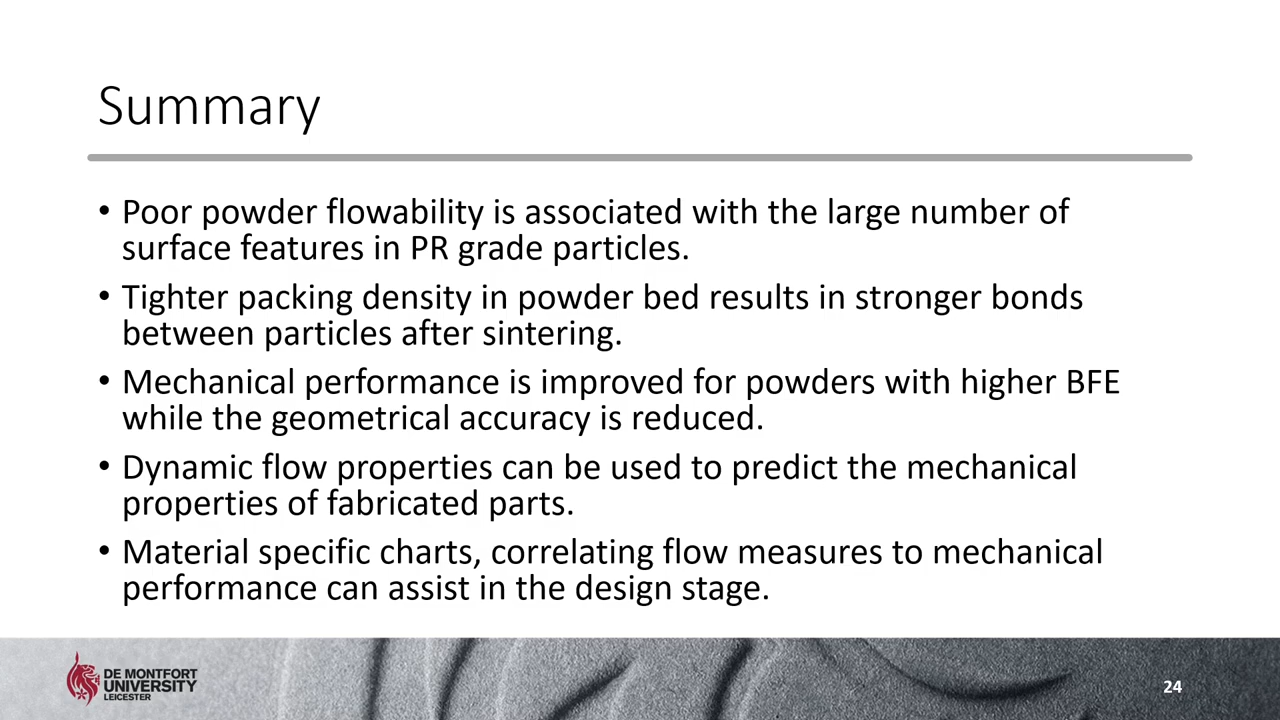 Summary
• Poor powder flowability is associated with the large number of
surface features in PR grade particles.
• Tighter packing density in powder bed results in stronger bonds
between particles after sintering.
• Mechanical performance is improved for powders with higher BFE
while the geometrical accuracy is reduced.
• Dynamic flow properties can be used to predict the mechanical
properties of fabricated parts.
• Material specific charts, correlating flow measures to mechanical
performance can assist in the design stage.
DE MONTFORT
UNIVERSITY
LEICESTER
24